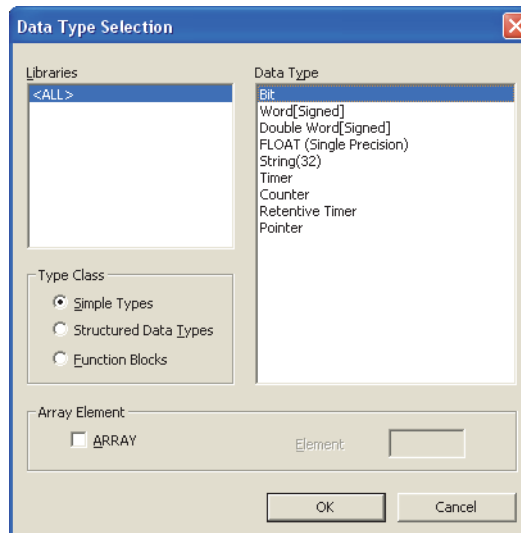 Data Type Selection
Libraries
<ALL>
Data Type
Bit
Word[Signed]
Double Word[Signed]
FLOAT (Single Precision)
String(32)
Timer
Counter
Retentive Timer
Pointer
Type Class
Simple Types
Structured Data Types
Function Blocks
Array Element
ARRAY
Element
OK
Cancel